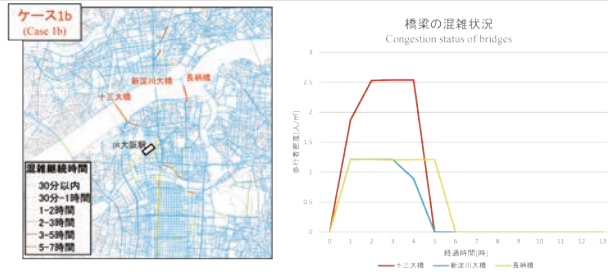 ケース1b
(Case 1b)
新淀川大橋
長柄橋
十三大橋
JR大阪駅
混雑継続時間
30分以内
30分-1時間
1-2時間
2-3時間
3-5時間
5-7時間
橋梁の混雑状況
Congestion status of bridges
歩行者密度(人/㎡)
3
2.5
2
1.5
1
0.5
0
0 1 2 3 4 5 6 7 8 9 10 11 12 13
経過時間(時)
十三大橋 新淀川大橋 長柄橋